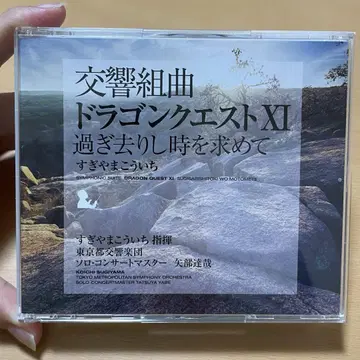 交響組曲
ドラゴンクエストXI
過ぎ去りし時を求めて
すぎやまこういち
SYMPHONIC SUITE, DRAGON QUEST XI, SUGISARISHITOKI WO MOTOMETE
すぎやまこういち 指揮
東京都交響楽団
ソロ・コンサートマスター 矢部達哉
KOICHI SUGIYAMA
TOKYO METROPOLITAN SYMPHONY ORCHESTRA
SOLO-CONCERTMASTER TATSUYA YABE